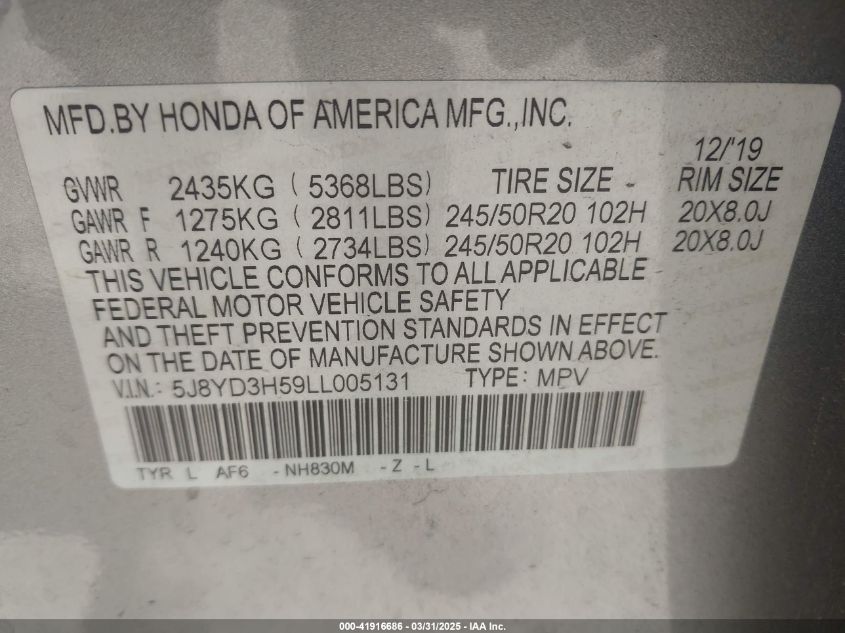 MFD.BY HONDA OF AMERICA MFG.,INC.
12/'19
GVWR 2435KG ( 5368LBS) TIRE SIZE - RIM SIZE
GAWR F 1275KG ( 2811LBS) 245/50R20 102H 20X8.0J
GAWR R 1240KG ( 2734LBS) 245/50R20 102H 20X8.0J
THIS VEHICLE CONFORMS TO ALL APPLICABLE
FEDERAL MOTOR VEHICLE SAFETY
AND THEFT PREVENTION STANDARDS IN EFFECT
ON THE DATE OF MANUFACTURE SHOWN ABOVE.
V.I.N.: 5J8YD3H59LL005131 TYPE: MPV
TYR L AF6 -NH830M -Z -L
000-41916686 - 03/31/2025 - IAA Inc.